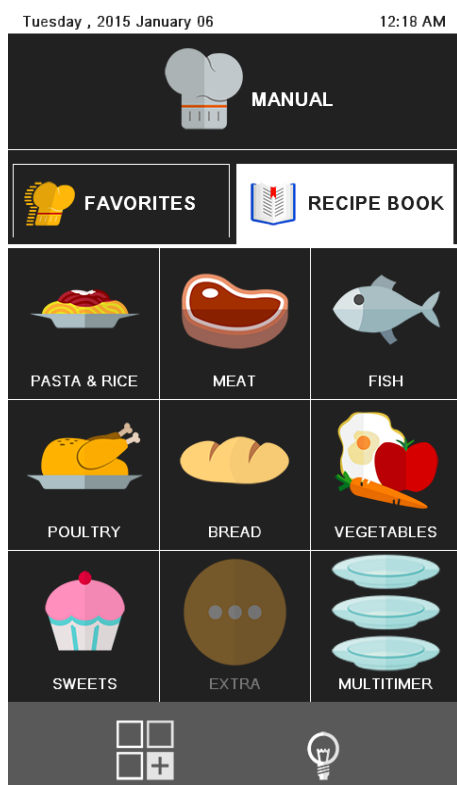 Tuesday , 2015 January 06 12:18 AM
MANUAL
FAVORITES RECIPE BOOK
PASTA & RICE MEAT FISH
POULTRY BREAD VEGETABLES
SWEETS EXTRA MULTITIMER